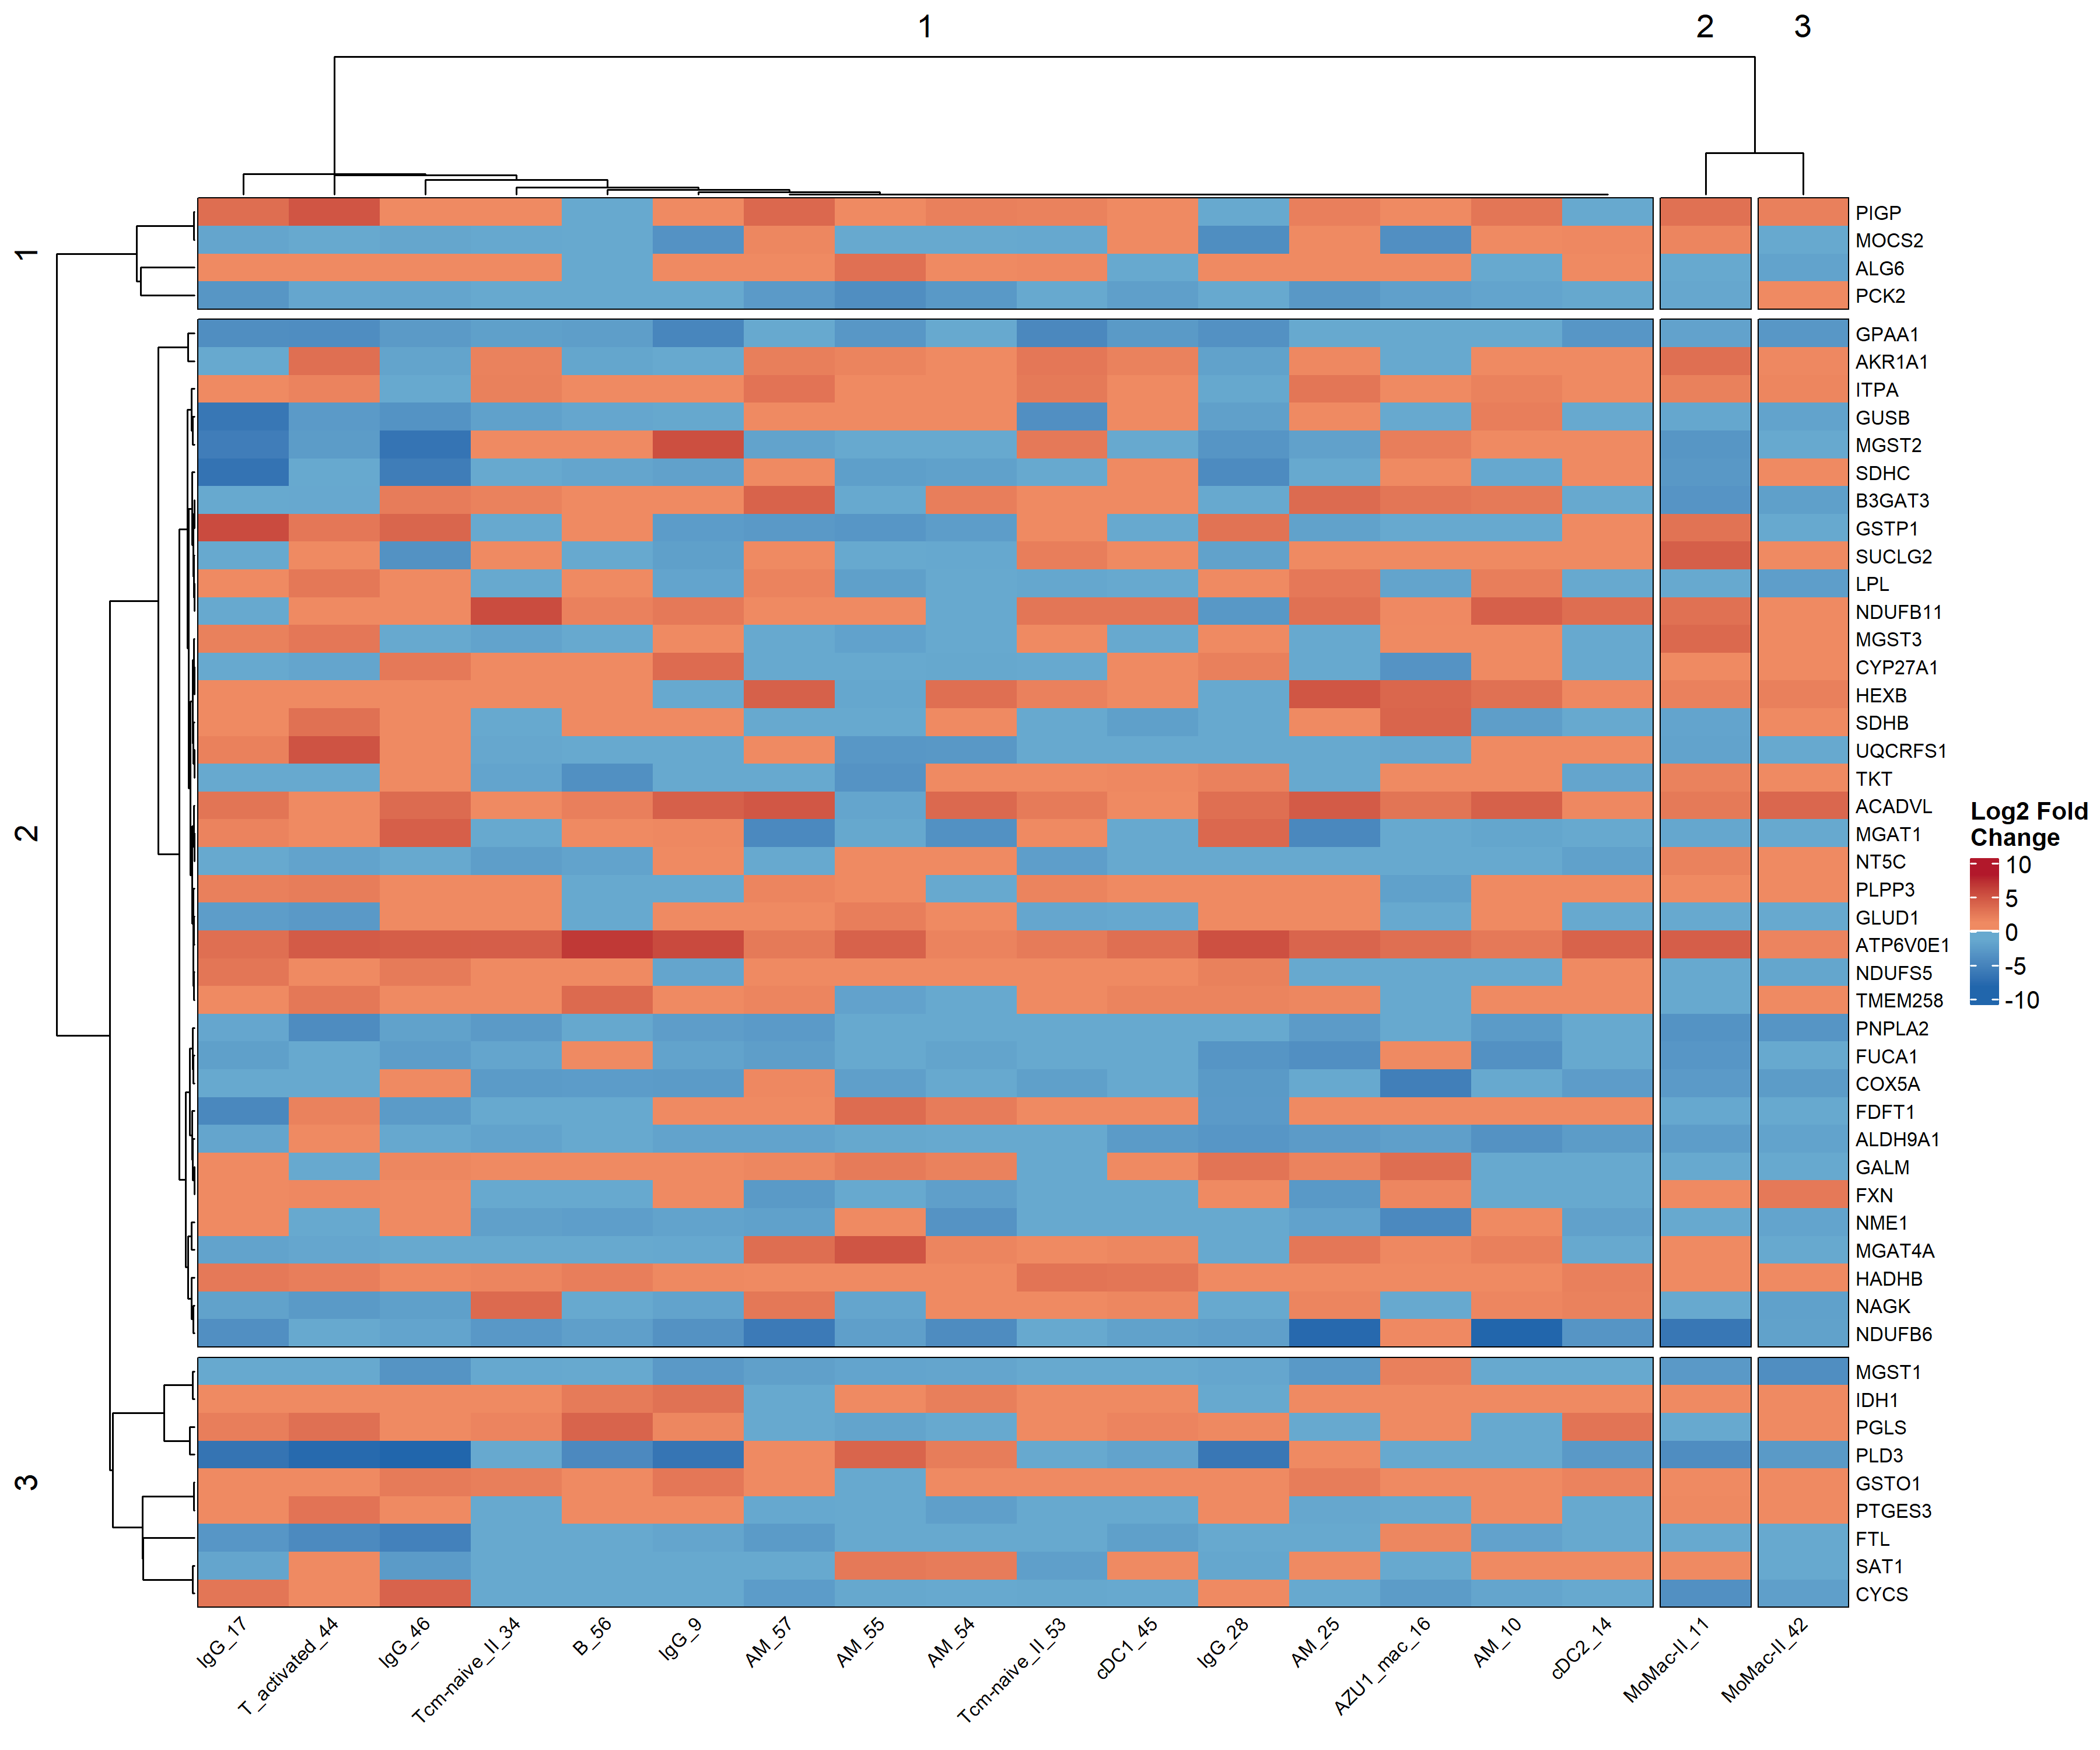 1
2
3
1
2
3
PIGP
MOCS2
ALG6
PCK2
GPAA1
AKR1A1
ITPA
GUSB
MGST2
SDHC
B3GAT3
GSTP1
SUCLG2
LPL
NDUFB11
MGST3
CYP27A1
HEXB
SDHB
UQCRFS1
TKT
ACADVL
MGAT1
NT5C
PLPP3
GLUD1
ATP6V0E1
NDUFS5
TMEM258
PNPLA2
FUCA1
COX5A
FDFT1
ALDH9A1
GALM
FXN
NME1
MGAT4A
HADHB
NAGK
NDUFB6
MGST1
IDH1
PGLS
PLD3
GSTO1
PTGES3
FTL
SAT1
CYCS
Log2 Fold
Change
10
5
0
-5
-10
IgG_17
T_activated_44
IgG_46
Tcm-naive_II_34
B_56
IgG_9
AM_57
AM_55
AM_54
Tcm-naive_II_53
cDC1_45
IgG_28
AM_25
AZU1_mac_16
AM_10
cDC2_14
MoMac-II_11
MoMac-II_42